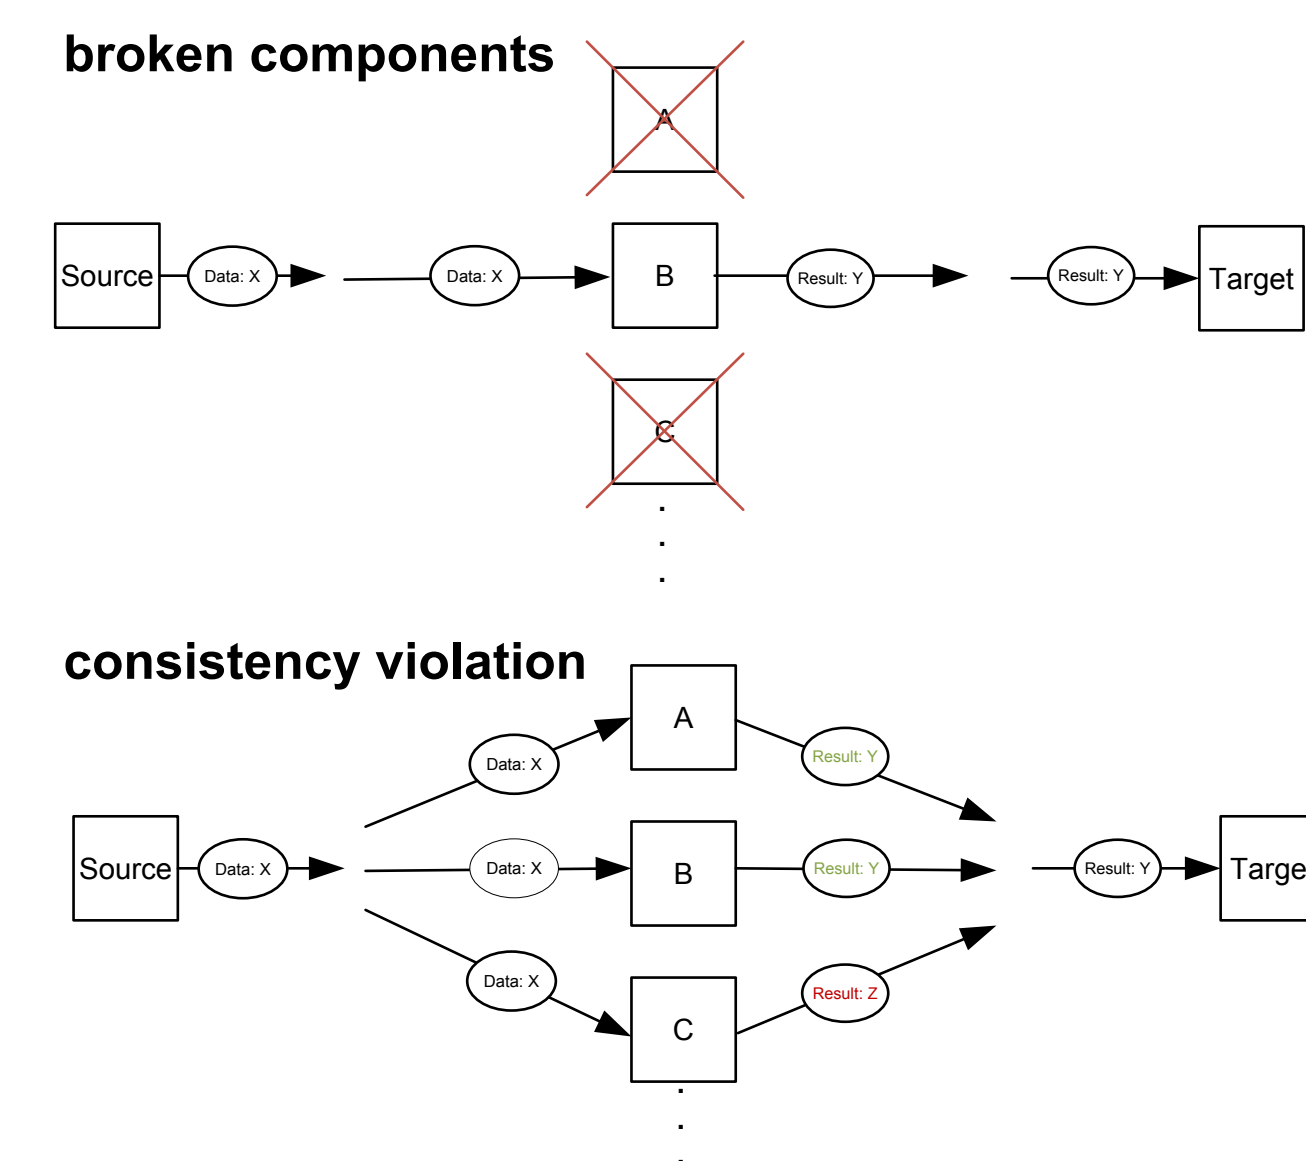 broken components
A
Source
Data: X
Data: X
B
Result: Y
Result: Y
Target
C
.
.
.
consistency violation
A
Data: X
Result: Y
Source
Data: X
Data: X
B
Result: Y
Result: Y
Targe
Data: X
C
Result: Z
.
.
.